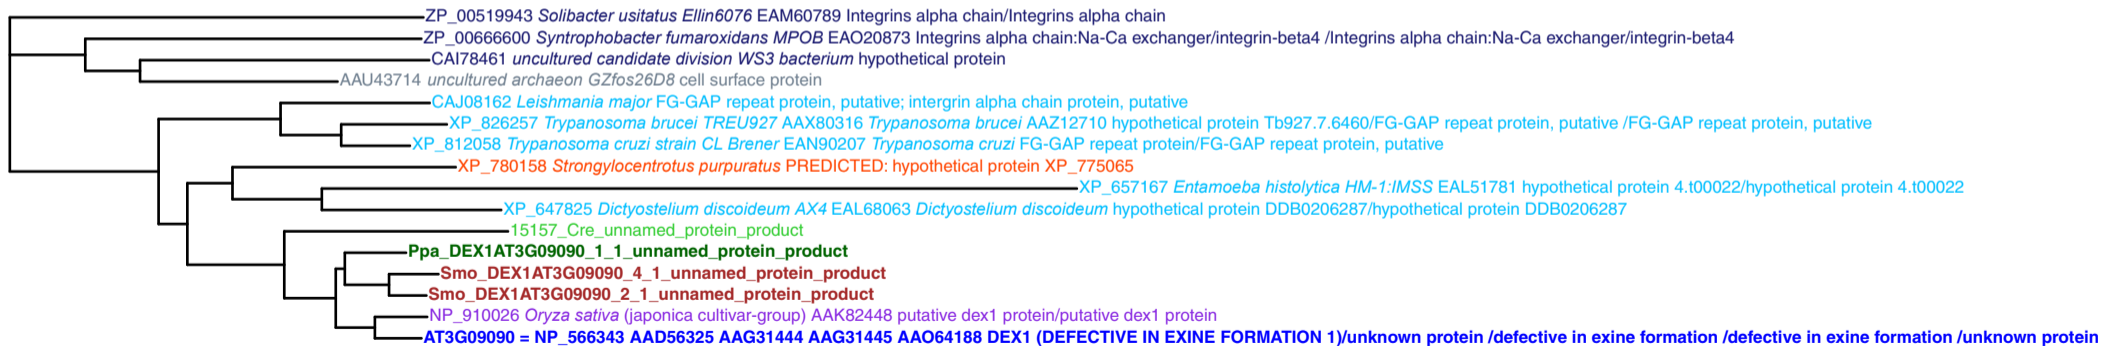 ZP_00519943 Solibacter usitatus Ellin6076 EAM60789 Integrins alpha chain/Integrins alpha chain
ZP_00666600 Syntrophobacter fumaroxidans MPOB EAO20873 Integrins alpha chain:Na-Ca exchanger/integrin-beta4 /Integrins alpha chain:Na-Ca exchanger/integrin-beta4
CAI78461 uncultured candidate division WS3 bacterium hypothetical protein
AAU43714 uncultured archaeon GZfos26D8 cell surface protein
CAJ08162 Leishmania major FG-GAP repeat protein, putative; intergrin alpha chain protein, putative
XP_826257 Trypanosoma brucei TREU927 AAX80316 Trypanosoma brucei AAZ12710 hypothetical protein Tb927.7.6460/FG-GAP repeat protein, putative /FG-GAP repeat protein, putative
XP_812058 Trypanosoma cruzi strain CL Brener EAN90207 Trypanosoma cruzi FG-GAP repeat protein/FG-GAP repeat protein, putative
XP_780158 Strongylocentrotus purpuratus PREDICTED: hypothetical protein XP_775065
XP_657167 Entamoeba histolytica HM-1:IMSS EAL51781 hypothetical protein 4.t00022/hypothetical protein 4.t00022
XP_647825 Dictyostelium discoideum AX4 EAL68063 Dictyostelium discoideum hypothetical protein DDB0206287/hypothetical protein DDB0206287
15157_Cre_unnamed_protein_product
Ppa_DEX1AT3G09090_1_1_unnamed_protein_product
Smo_DEX1AT3G09090_4_1_unnamed_protein_product
Smo_DEX1AT3G09090_2_1_unnamed_protein_product
NP_910026 Oryza sativa (japonica cultivar-group) AAK82448 putative dex1 protein/putative dex1 protein
AT3G09090 = NP_566343 AAD56325 AAG31444 AAG31445 AAO64188 DEX1 (DEFECTIVE IN EXINE FORMATION 1)/unknown protein /defective in exine formation /defective in exine formation /unknown protein